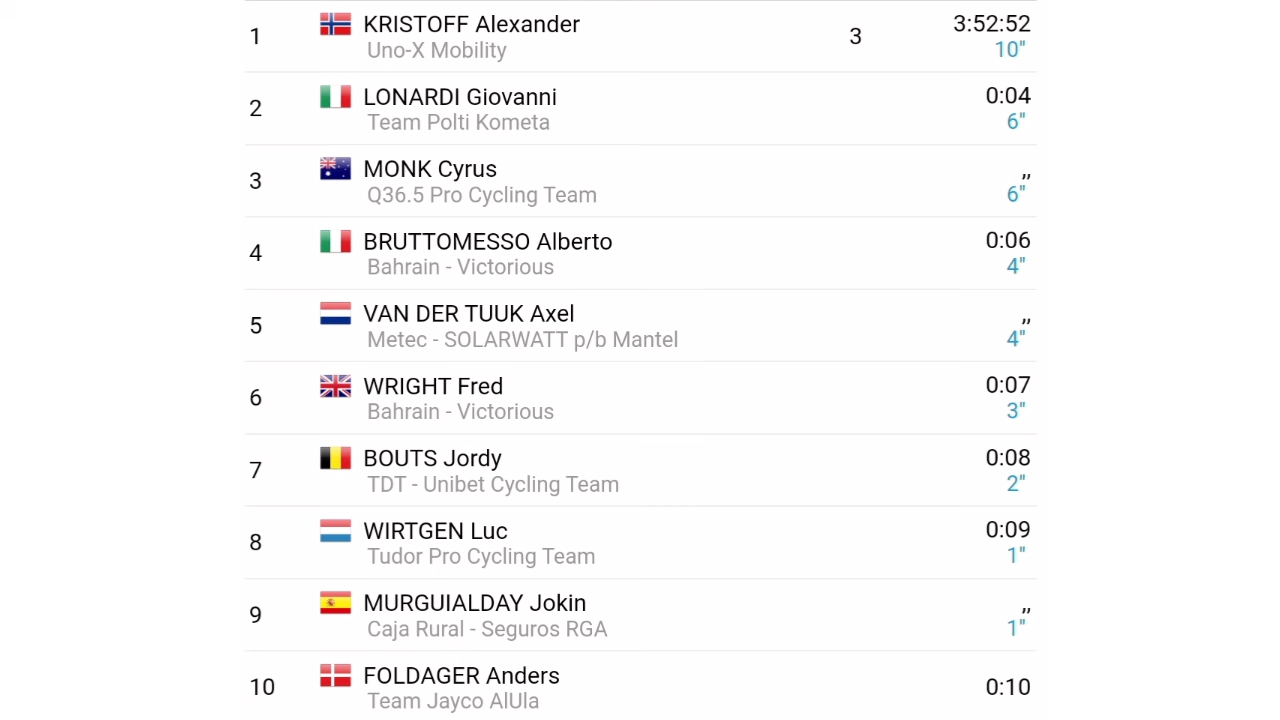 1 KRISTOFF Alexander 3 3:52:52
Uno-X Mobility 10"
2 LONARDI Giovanni 0:04
Team Polti Kometa 6"
3 MONK Cyrus ,,
Q36.5 Pro Cycling Team 6"
4 BRUTTOMESSO Alberto 0:06
Bahrain - Victorious 4"
5 VAN DER TUUK Axel ,,
Metec - SOLARWATT p/b Mantel 4"
6 WRIGHT Fred 0:07
Bahrain - Victorious 3"
7 BOUTS Jordy 0:08
TDT - Unibet Cycling Team 2"
8 WIRTGEN Luc 0:09
Tudor Pro Cycling Team 1"
9 MURGUIALDAY Jokin ,,
Caja Rural - Seguros RGA 1"
10 FOLDAGER Anders 0:10
Team Jayco AlUla